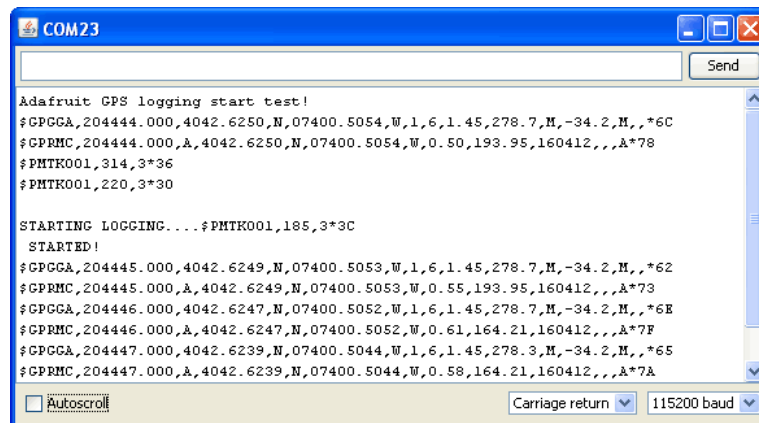 COM23
Send
Adafruit GPS logging start test!
$GPGGA,204444.000,4042.6250,N,07400.5054,W,1,6,1.45,278.7,M,-34.2,M,,*6C
$GPRMC,204444.000,A,4042.6250,N,07400.5054,W,0.50,193.95,160412,,,A*78
$PMTK001,314,3*36
$PMTK001,220,3*30
STARTING LOGGING....$PMTK001,185,3*3C
STARTED!
$GPGGA,204445.000,4042.6249,N,07400.5053,W,1,6,1.45,278.7,M,-34.2,M,,*62
$GPRMC,204445.000,A,4042.6249,N,07400.5053,W,0.55,193.95,160412,,,A*73
$GPGGA,204446.000,4042.6247,N,07400.5052,W,1,6,1.45,278.7,M,-34.2,M,,*6E
$GPRMC,204446.000,A,4042.6247,N,07400.5052,W,0.61,164.21,160412,,,A*7F
$GPGGA,204447.000,4042.6239,N,07400.5044,W,1,6,1.45,278.3,M,-34.2,M,,*65
$GPRMC,204447.000,A,4042.6239,N,07400.5044,W,0.58,164.21,160412,,,A*7A
Autoscroll Carriage return 115200 baud